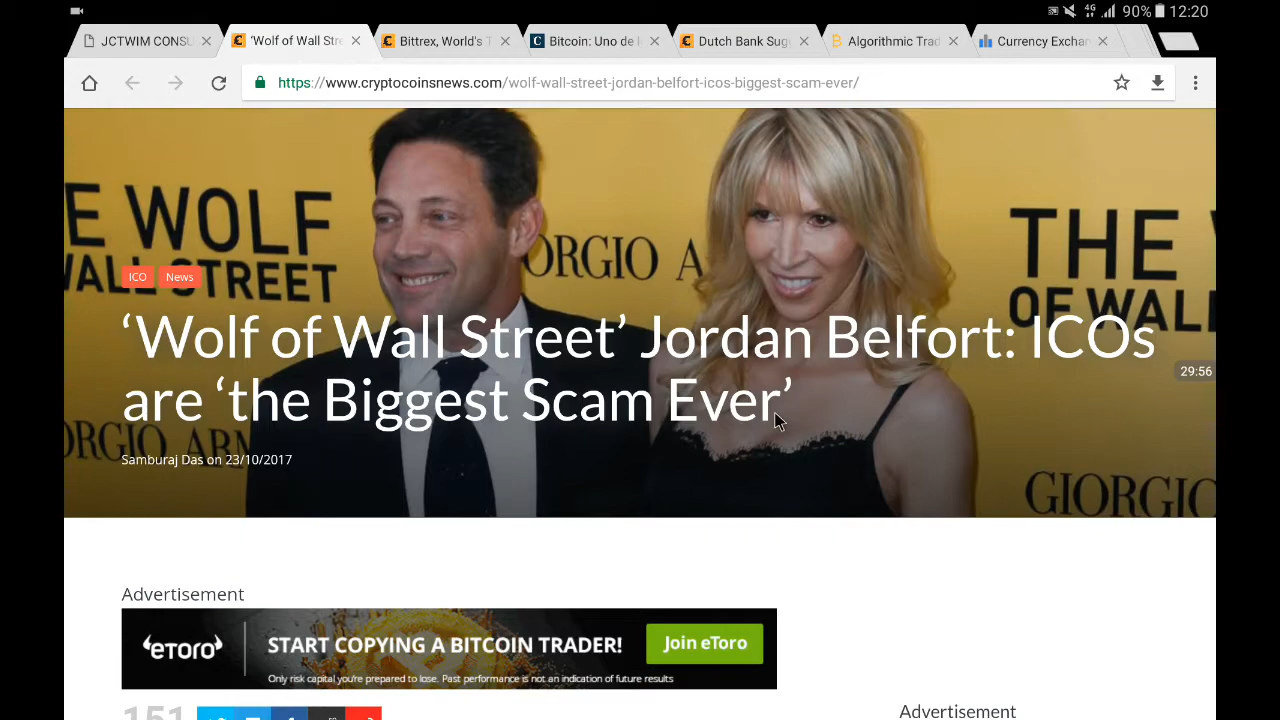 4G 90% 12:20
JCTWIM CONSU
'Wolf of Wall Stre
Bittrex, World's T
Bitcoin: Uno de l
Dutch Bank Sug
Algorithmic Trad
Currency Exchan
https://www.cryptocoinsnews.com/wolf-wall-street-jordan-belfort-icos-biggest-scam-ever/
E WOLF
WALL STREET
ORGIO A
THE W
OF WALL
ICO
News
‘Wolf of Wall Street’ Jordan Belfort: ICOs
are ‘the Biggest Scam Ever’
29:56
ORGIO ARM
Samburaj Das on 23/10/2017
GIORGIO
Advertisement
eToro
START COPYING A BITCOIN TRADER!
Join eToro
Only risk capital you're prepared to lose. Past performance is not an indication of future results
151
Advertisement